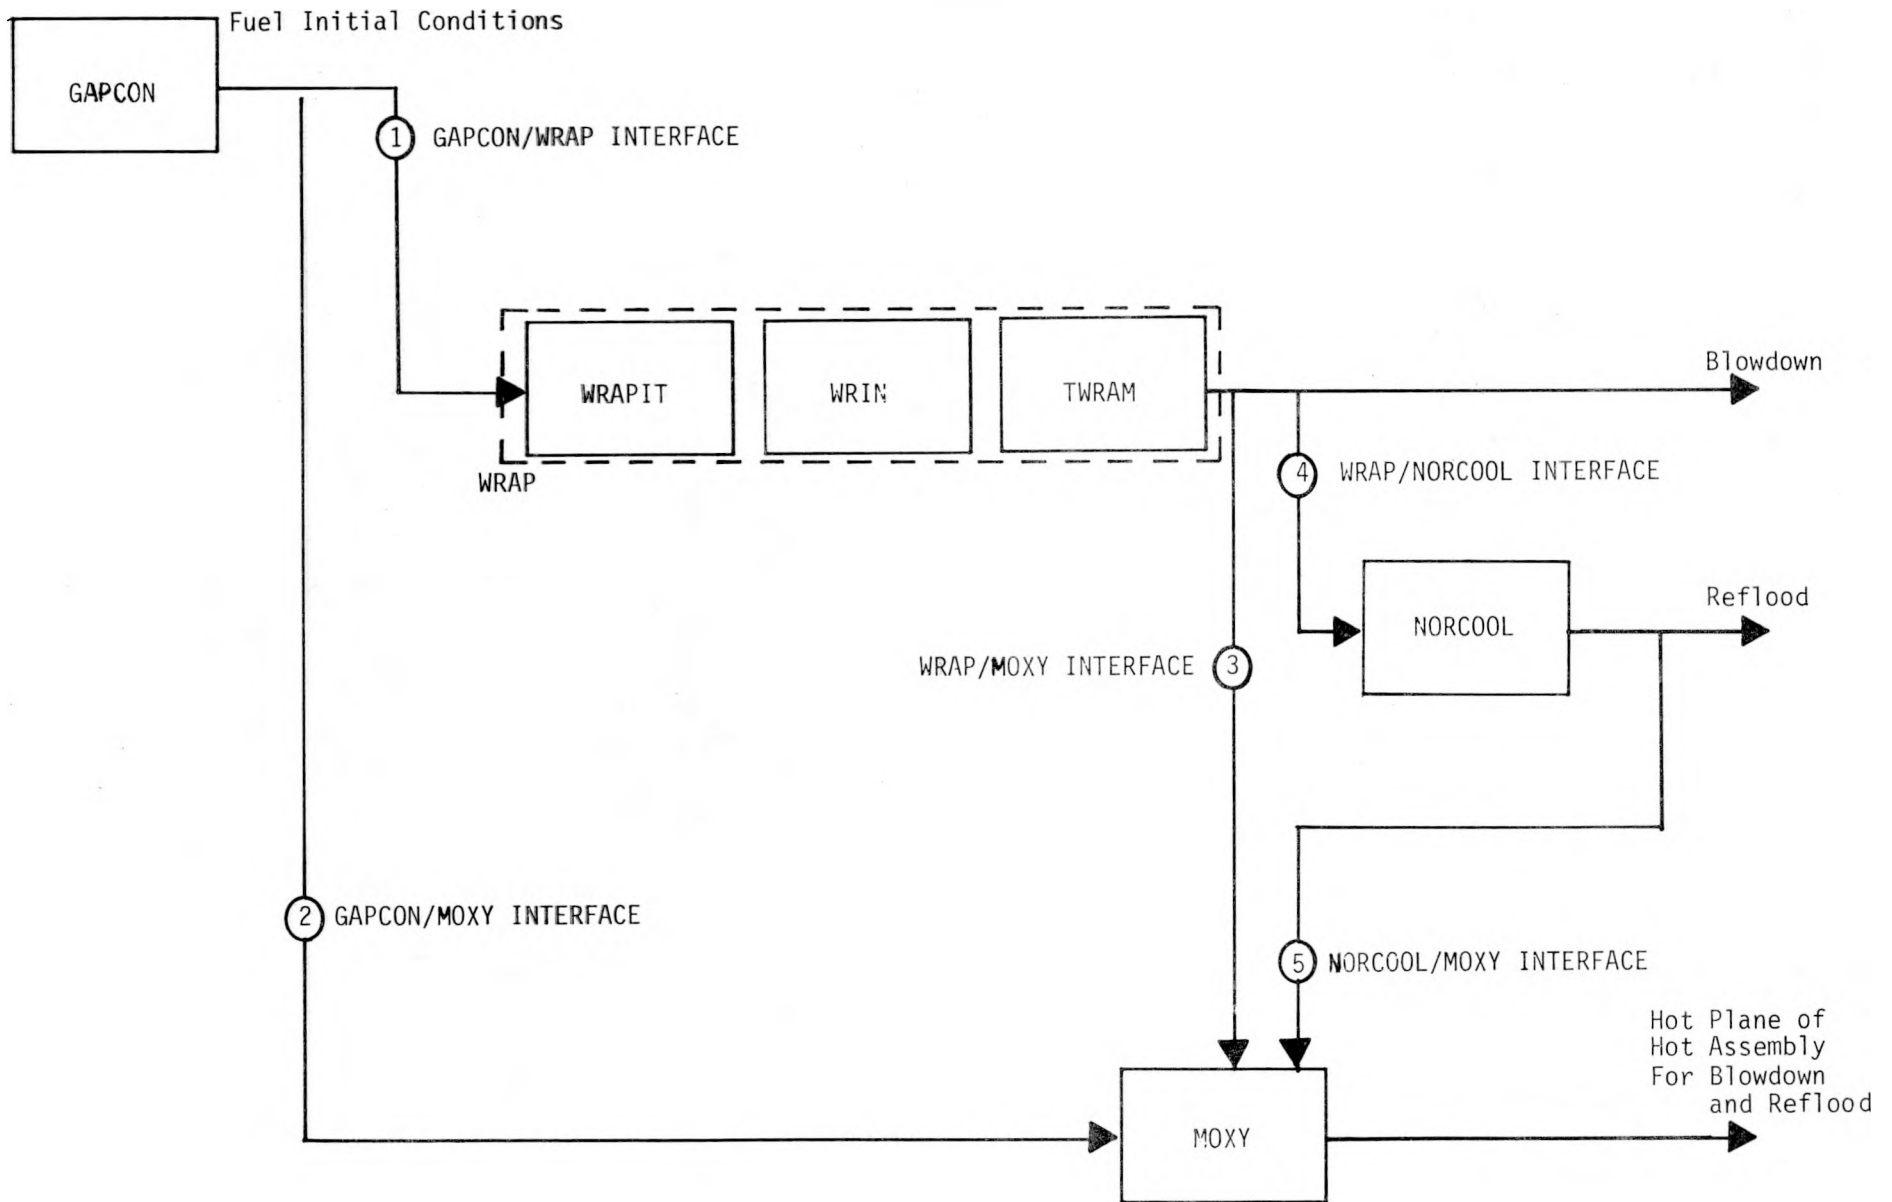 Fuel Initial Conditions
GAPCON
1 GAPCON/WRAP INTERFACE
WRAPIT
WRIN
TWRAM
Blowdown
WRAP
4 WRAP/NORCOOL INTERFACE
NORCOOL
Reflood
WRAP/MOXY INTERFACE 3
2 GAPCON/MOXY INTERFACE
5 NORCOOL/MOXY INTERFACE
Hot Plane of
Hot Assembly
For Blowdown
and Reflood
MOXY